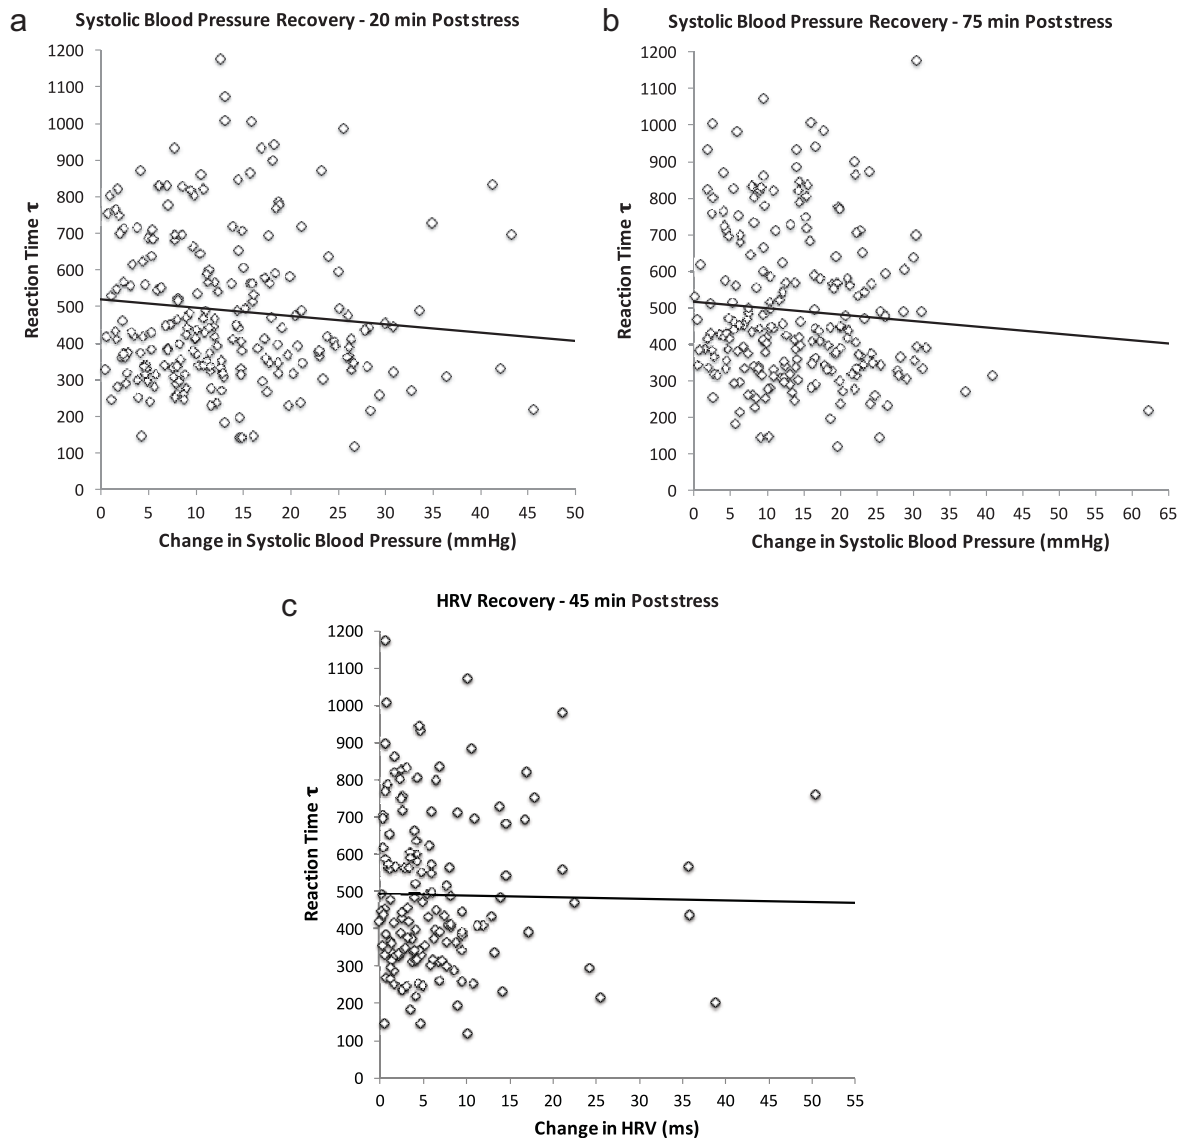 a
Systolic Blood Pressure Recovery - 20 min Poststress
1200
1100
1000
900
800
700
600
500
400
300
200
100
0
Reaction Time τ
0 5 10 15 20 25 30 35 40 45 50
Change in Systolic Blood Pressure (mmHg)
b
Systolic Blood Pressure Recovery - 75 min Poststress
1200
1100
1000
900
800
700
600
500
400
300
200
100
0
Reaction Time τ
0 5 10 15 20 25 30 35 40 45 50 55 60 65
Change in Systolic Blood Pressure (mmHg)
c
HRV Recovery - 45 min Poststress
1200
1100
1000
900
800
700
600
500
400
300
200
100
0
Reaction Time τ
0 5 10 15 20 25 30 35 40 45 50 55
Change in HRV (ms)